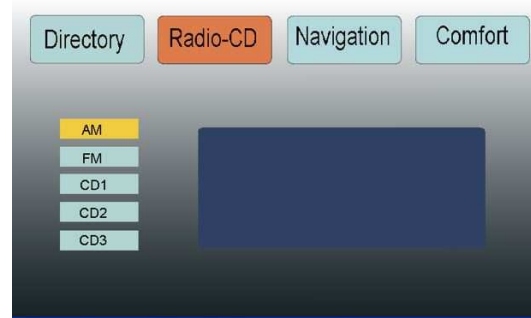 Directory Radio-CD Navigation Comfort
AM
FM
CD1
CD2
CD3